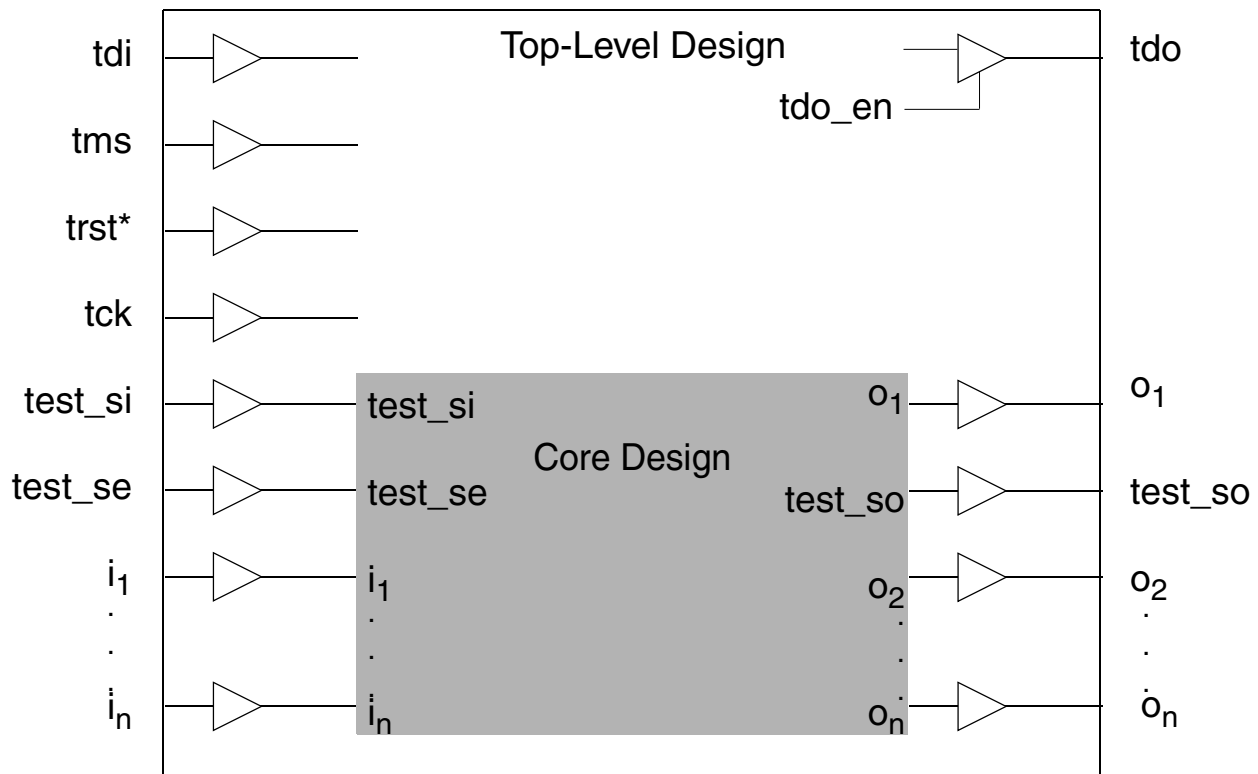 tdi
Top-Level Design
tdo
tdo_en
tms
trst*
tck
test_si
test_si
o1
o1
Core Design
test_se
test_se
test_so
test_so
i1
i1
o2
o2
.
.
.
.
.
.
.
.
in
in
on
on